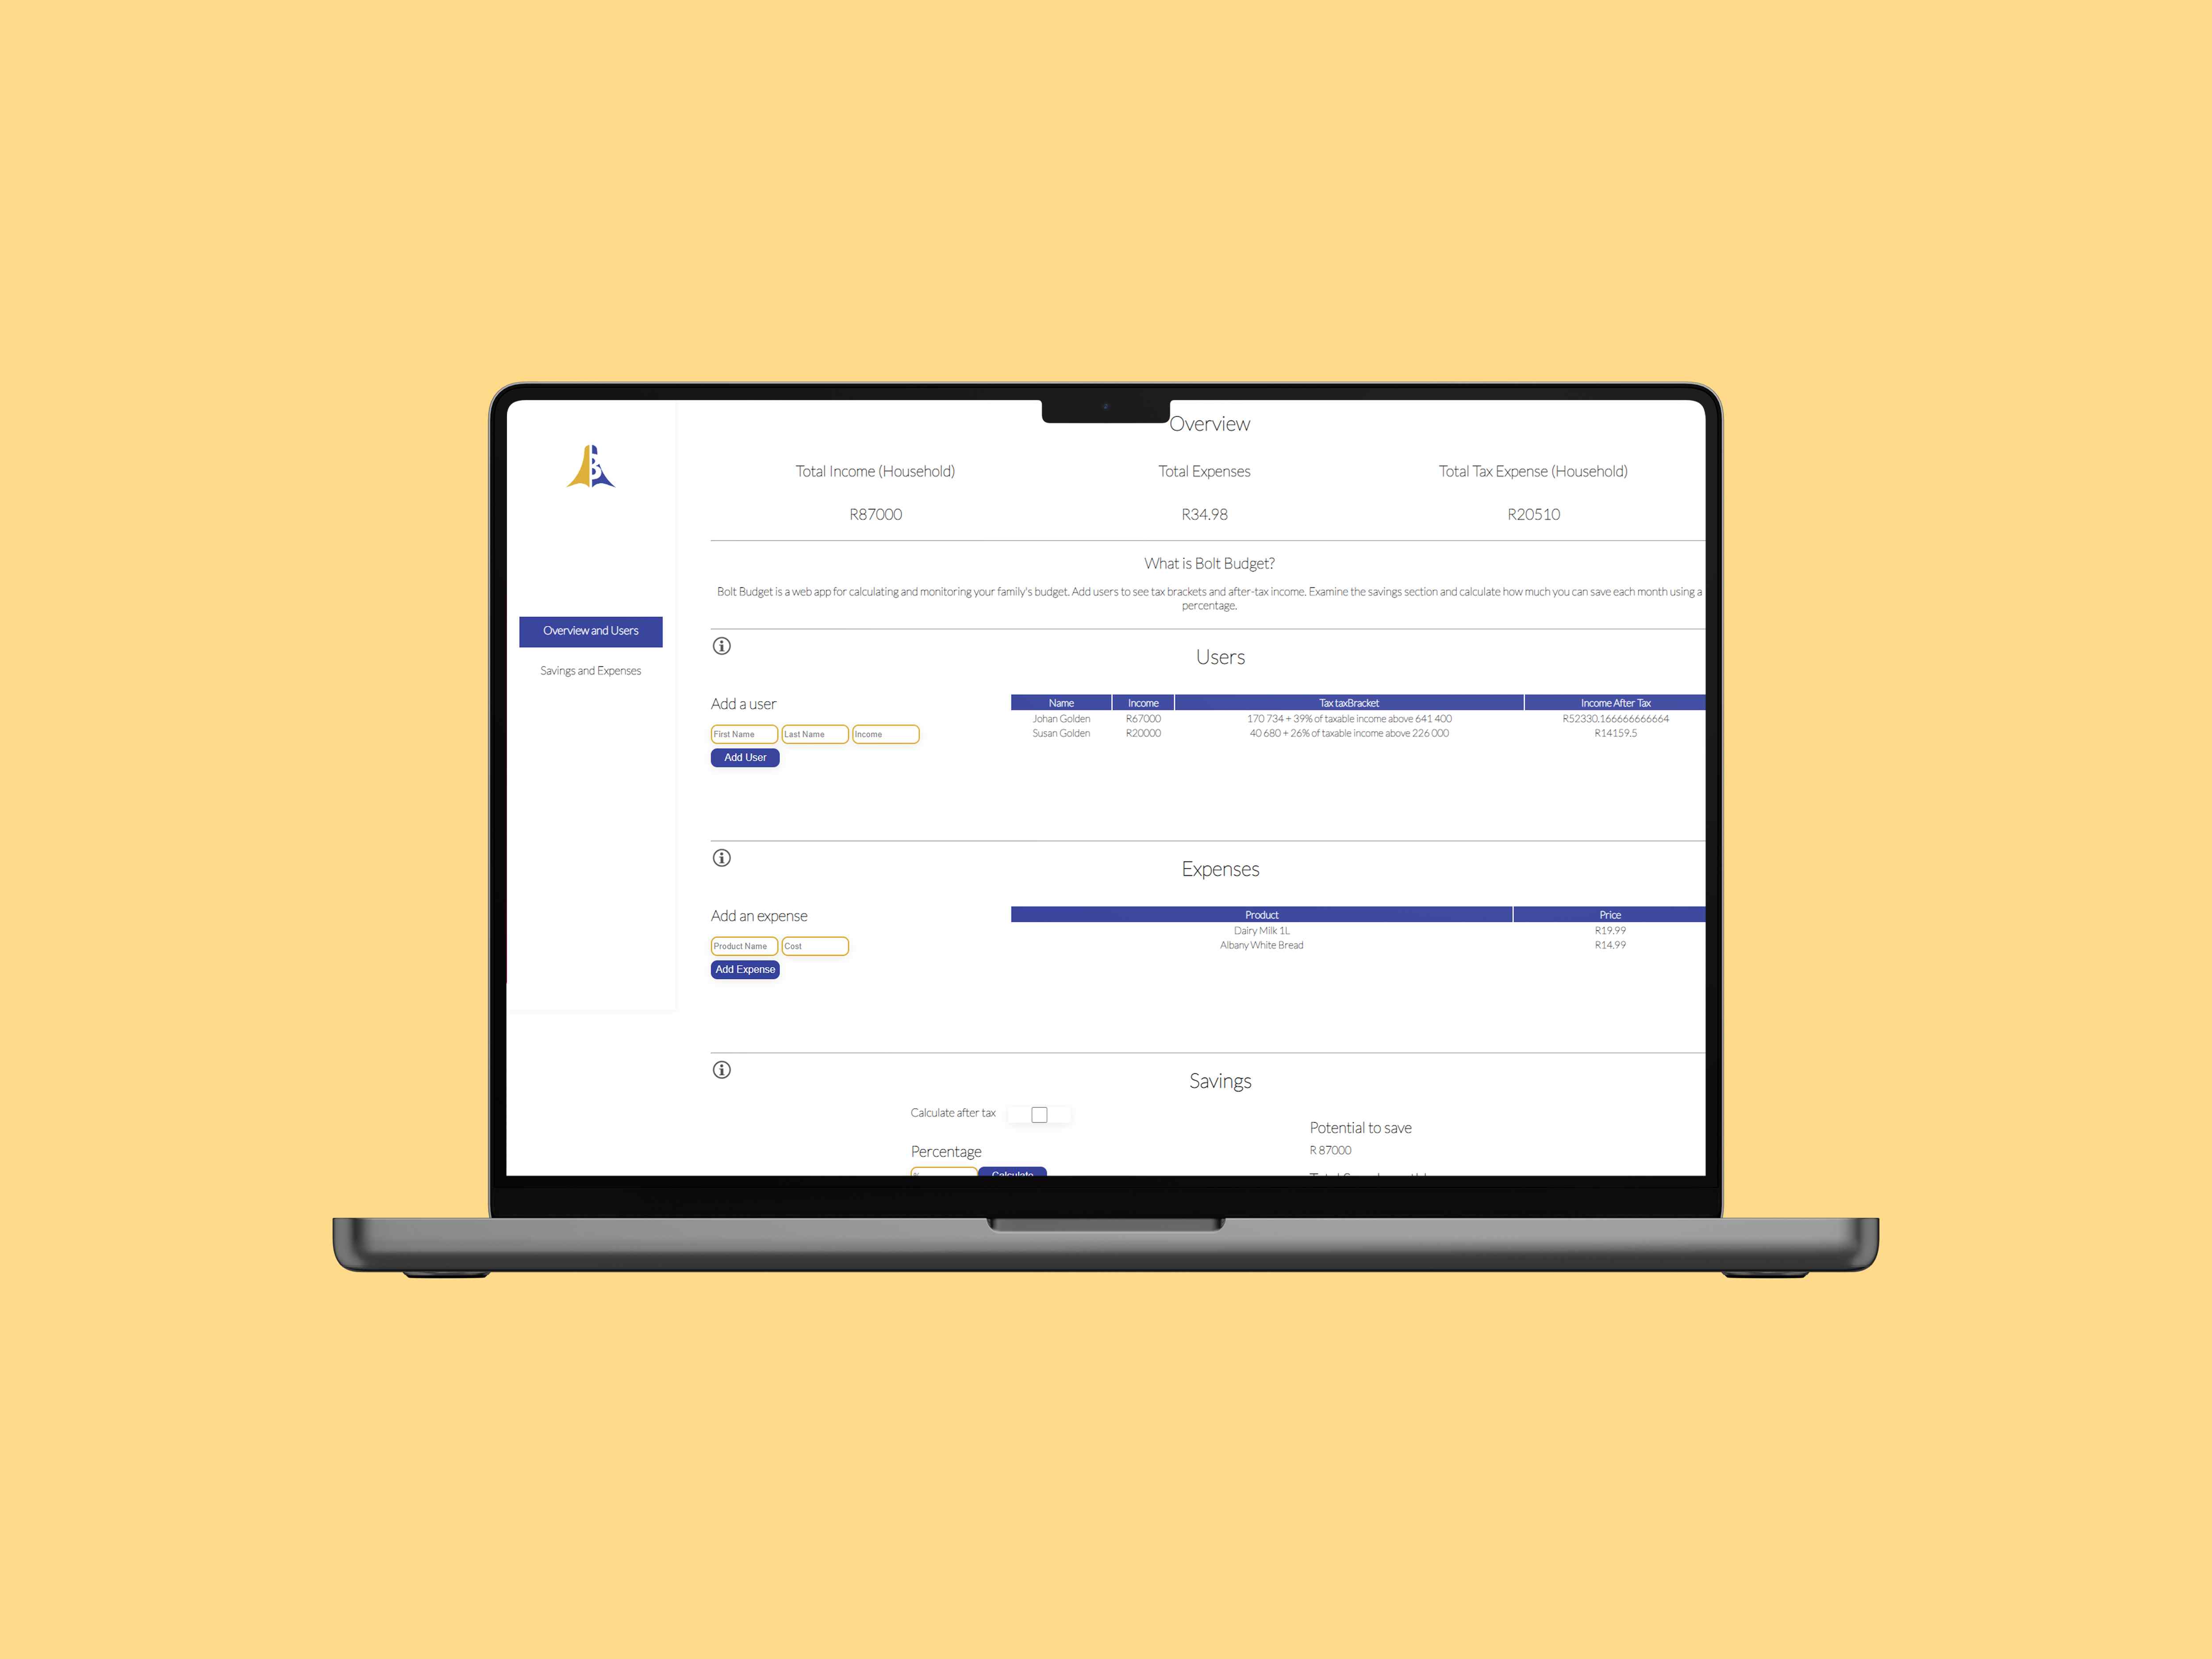 Overview
Total Income (Household)
Total Expenses
Total Tax Expense (Household)
R87000
R34.98
R20510
What is Bolt Budget?
Bolt Budget is a web app for calculating and monitoring your family's budget. Add users to see tax brackets and after-tax income. Examine the savings section and calculate how much you can save each month using a
percentage.
Overview and Users
Savings and Expenses
Users
Add a user
First Name
Last Name
Income
Add User
Name Income Tax taxBracket Income After Tax
Johan Golden R67000 170 734 + 39% of taxable income above 641 400 R52330.166666666664
Susan Golden R20000 40 680 + 26% of taxable income above 226 000 R14159.5
Expenses
Add an expense
Product Name
Cost
Add Expense
Product Price
Dairy Milk 1L R19.99
Albany White Bread R14.99
Savings
Calculate after tax
Percentage
Calculate
Potential to save
R 87000